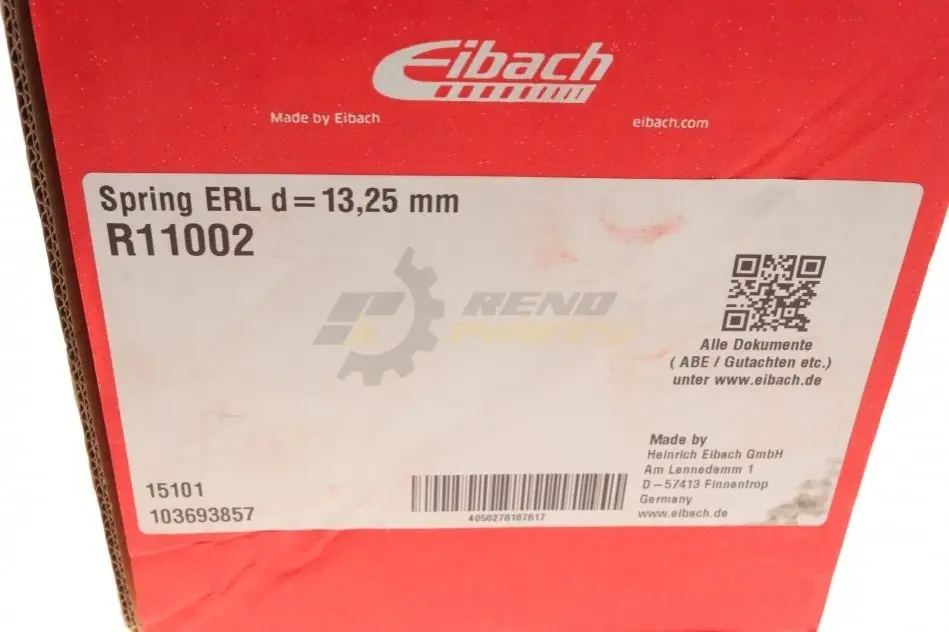 Eibach
Made by Eibach
eibach.com
Spring ERL d=13,25 mm
R11002
RENO
PARTS
Alle Dokumente
( ABE / Gutachten etc.)
unter www.eibach.de
Made by
Heinrich Eibach GmbH
Am Lennedamm 1
D-57413 Finnentrop
Germany
www.eibach.de
15101
103693857
4050278107617